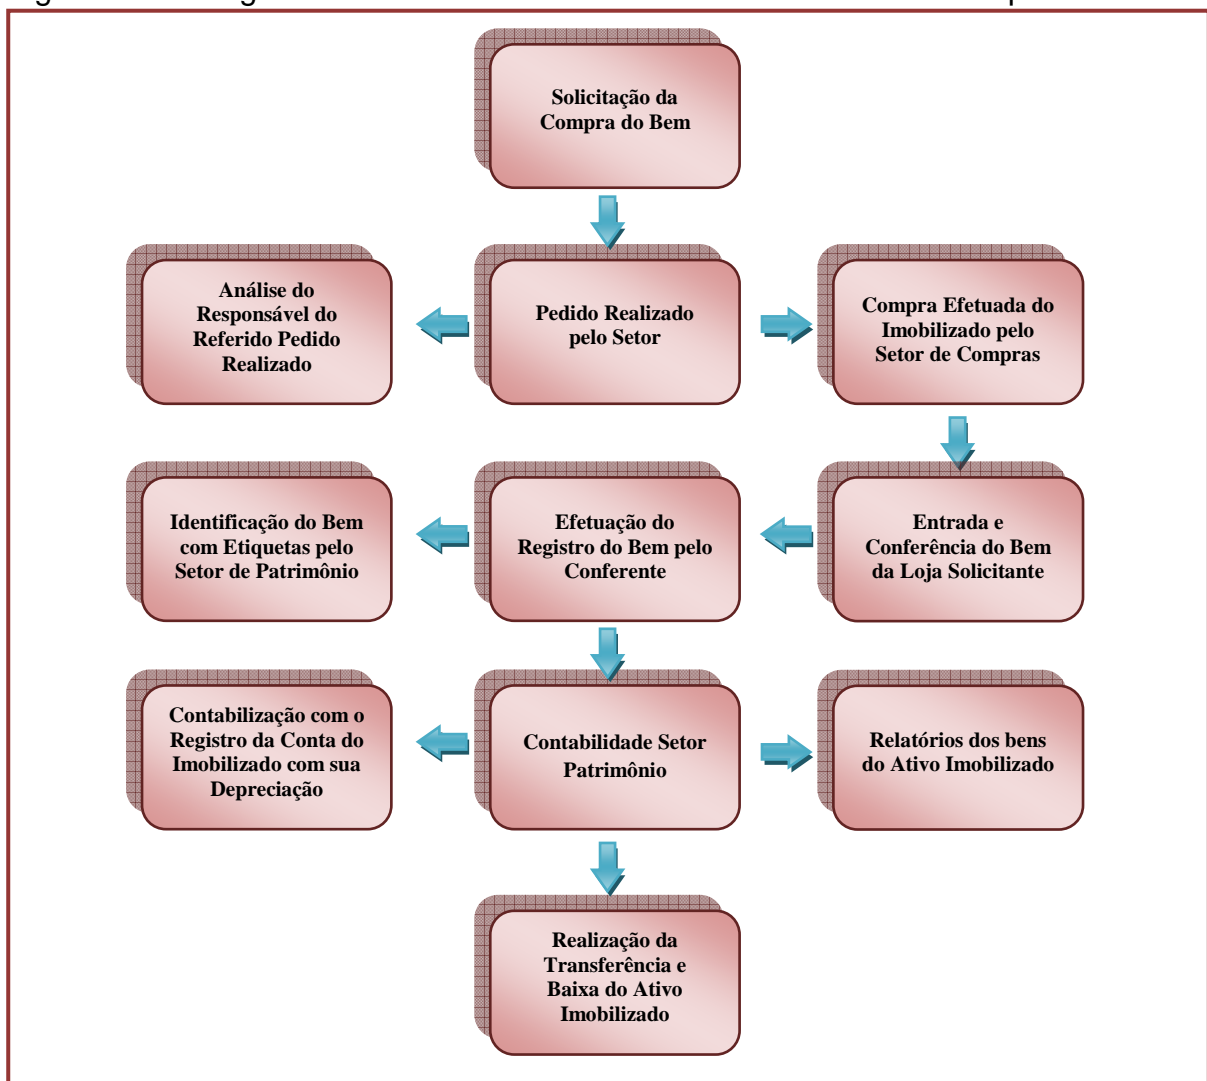 Solicitação da
Compra do Bem
Análise do
Responsável do
Referido Pedido
Realizado
Pedido Realizado
pelo Setor
Compra Efetuada do
Imobilizado pelo
Setor de Compras
Identificação do Bem
com Etiquetas pelo
Setor de Patrimônio
Efetuação do
Registro do Bem pelo
Conferente
Entrada e
Conferência do Bem
da Loja Solicitante
Contabilização com o
Registro da Conta do
Imobilizado com sua
Depreciação
Contabilidade Setor
Patrimônio
Relatórios dos bens
do Ativo Imobilizado
Realização da
Transferência e
Baixa do Ativo
Imobilizado